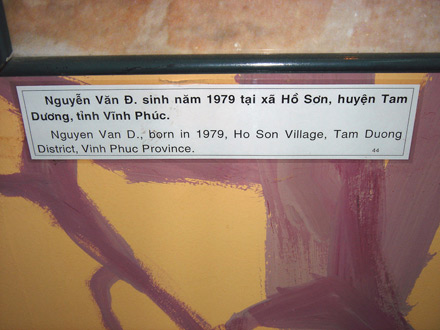 Nguyễn Văn Đ. sinh năm 1979 tại xã Hồ Sơn, huyện Tam
Dương, tỉnh Vĩnh Phúc.
Nguyen Van D., born in 1979, Ho Son Village, Tam Duong
District, Vinh Phuc Province.
44